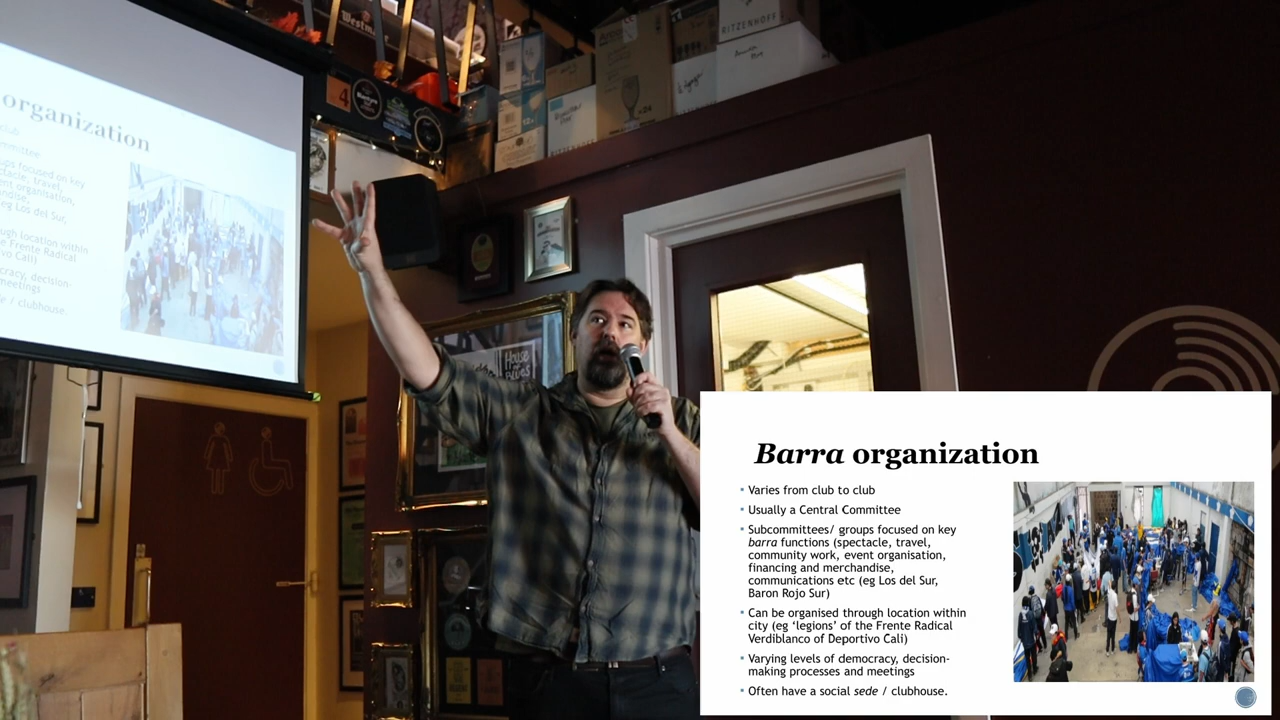 organization
Westmalle
RITZENHOFF
4
HOUSE
OF
BLUES
Barra organization
Varies from club to club
Usually a Central Committee
Subcommittees/ groups focused on key
barra functions (spectacle, travel,
community work, event organisation,
financing and merchandise,
communications etc (eg Los del Sur,
Baron Rojo Sur)
Can be organised through location within
city (eg ‘legions’ of the Frente Radical
Verdiblanco of Deportivo Cali)
Varying levels of democracy, decision-
making processes and meetings
Often have a social sede / clubhouse.